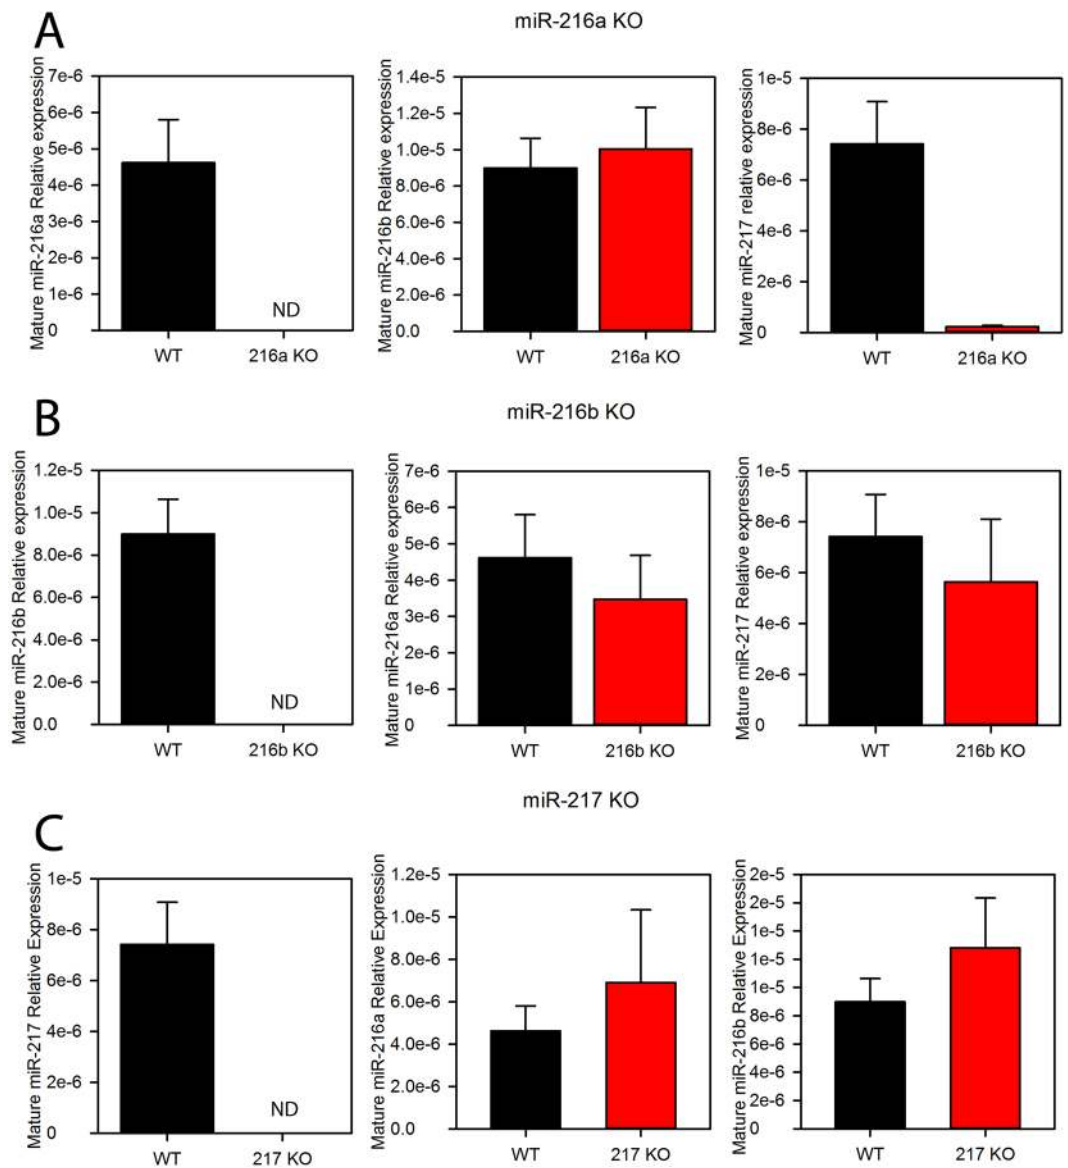 A
miR-216a KO
Mature miR-216a Relative expression
7e-6
6e-6
5e-6
4e-6
3e-6
2e-6
1e-6
0
ND
WT
216a KO
Mature miR-216b Relative expression
1.4e-5
1.2e-5
1.0e-5
8.0e-6
6.0e-6
4.0e-6
2.0e-6
0.0
WT
216a KO
Mature miR-217 relative expression
1e-5
8e-6
6e-6
4e-6
2e-6
0
WT
216a KO
B
miR-216b KO
Mature miR-216b Relative expression
1.2e-5
1.0e-5
8.0e-6
6.0e-6
4.0e-6
2.0e-6
0.0
ND
WT
216b KO
Mature miR-216a Relative expression
7e-6
6e-6
5e-6
4e-6
3e-6
2e-6
1e-6
0
WT
216b KO
Mature miR-217 Relative expression
1e-5
8e-6
6e-6
4e-6
2e-6
0
WT
216b KO
C
miR-217 KO
Mature miR-217 Relative Expression
1e-5
8e-6
6e-6
4e-6
2e-6
0
ND
WT
217 KO
Mature miR-216a Relative Expression
1.2e-5
1.0e-5
8.0e-6
6.0e-6
4.0e-6
2.0e-6
0.0
WT
217 KO
Mature miR-216b Relative Expression
2e-5
2e-5
1e-5
1e-5
1e-5
8e-6
6e-6
4e-6
2e-6
WT
217 KO